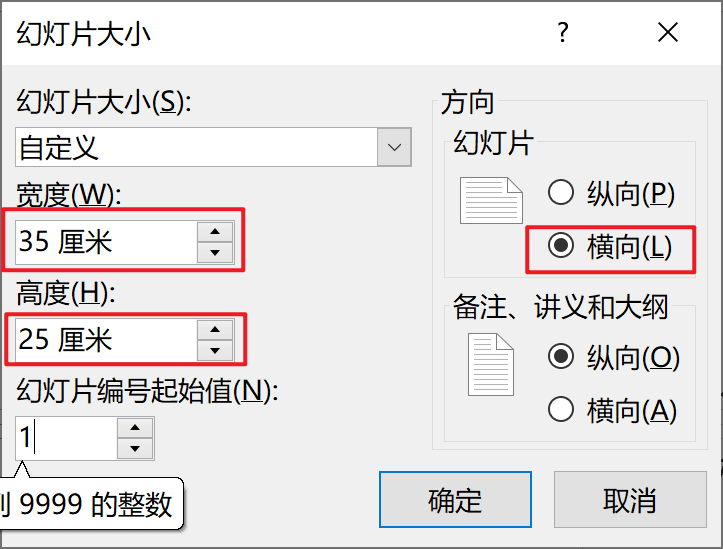 幻灯片大小
?
幻灯片大小(S):
自定义
宽度(W):
35 厘米
高度(H):
25 厘米
幻灯片编号起始值(N):
1
9999 的整数
方向
幻灯片
纵向(P)
横向(L)
备注、讲义和大纲
纵向(O)
横向(A)
确定
取消